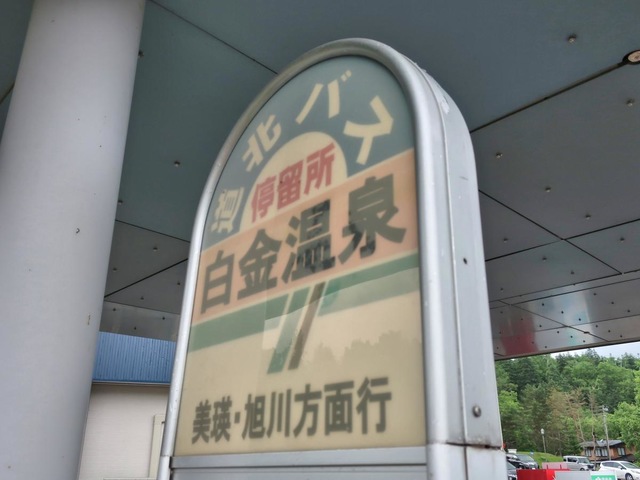 道北バス
停留所
白金温泉
美瑛・旭川方面行